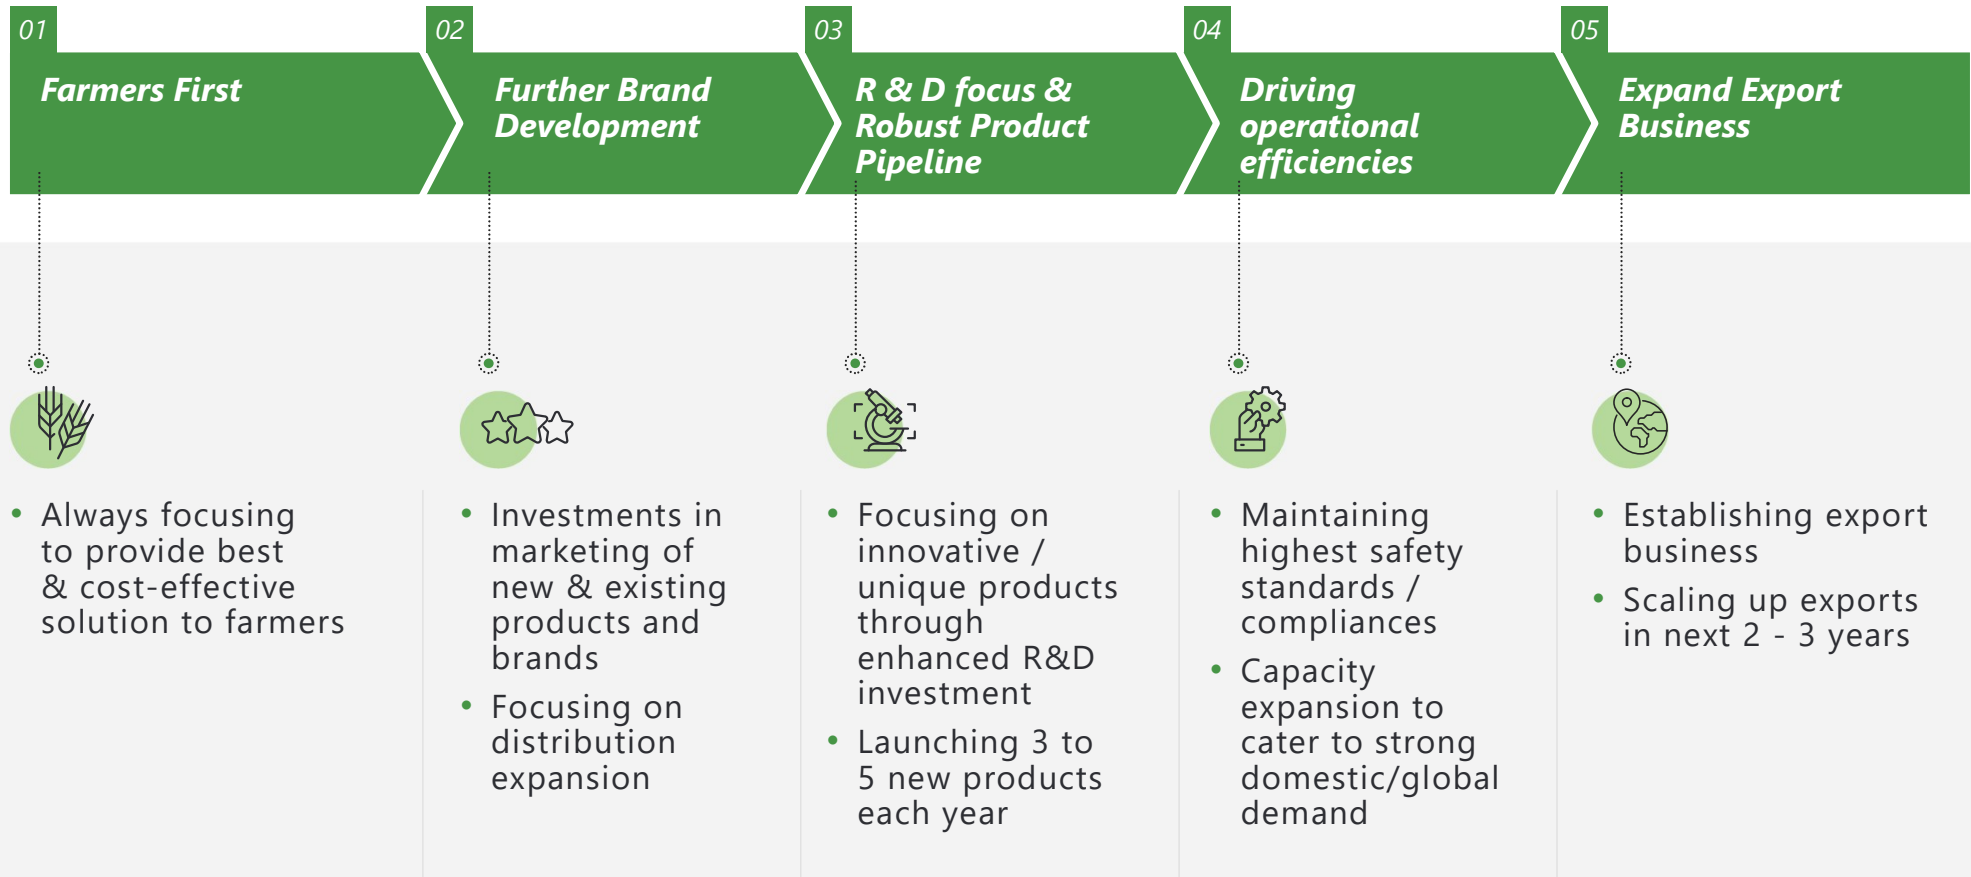 01
Farmers First
• Always focusing
to provide best
& cost-effective
solution to farmers
02
Further Brand
Development
• Investments in
marketing of
new & existing
products and
brands
• Focusing on
distribution
expansion
03
R & D focus &
Robust Product
Pipeline
• Focusing on
innovative /
unique products
through
enhanced R&D
investment
• Launching 3 to
5 new products
each year
04
Driving
operational
efficiencies
• Maintaining
highest safety
standards /
compliances
• Capacity
expansion to
cater to strong
domestic/global
demand
05
Expand Export
Business
• Establishing export
business
• Scaling up exports
in next 2 - 3 years